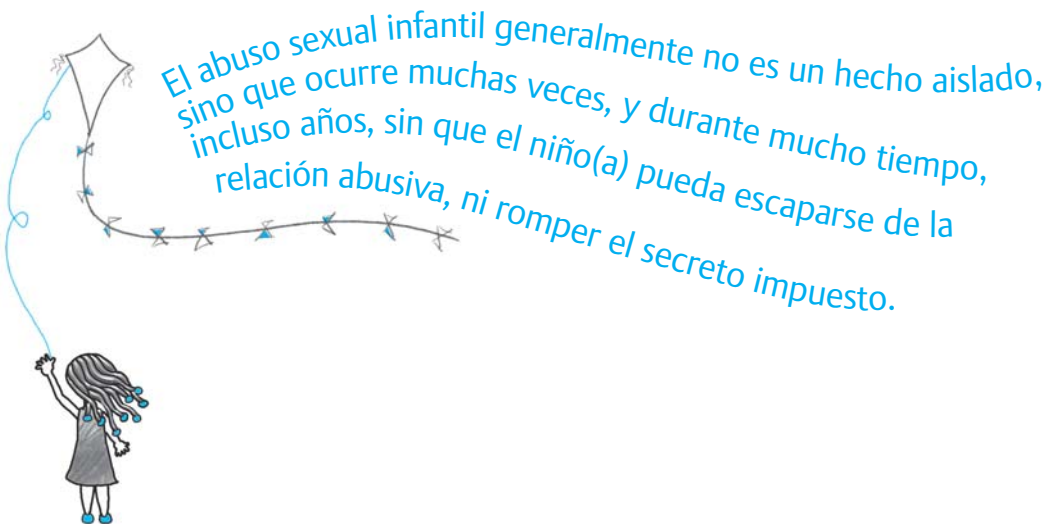 El abuso sexual infantil generalmente no es un hecho aislado,
sino que ocurre muchas veces, y durante mucho tiempo,
incluso años, sin que el niño(a) pueda escaparse de la
relación abusiva, ni romper el secreto impuesto.